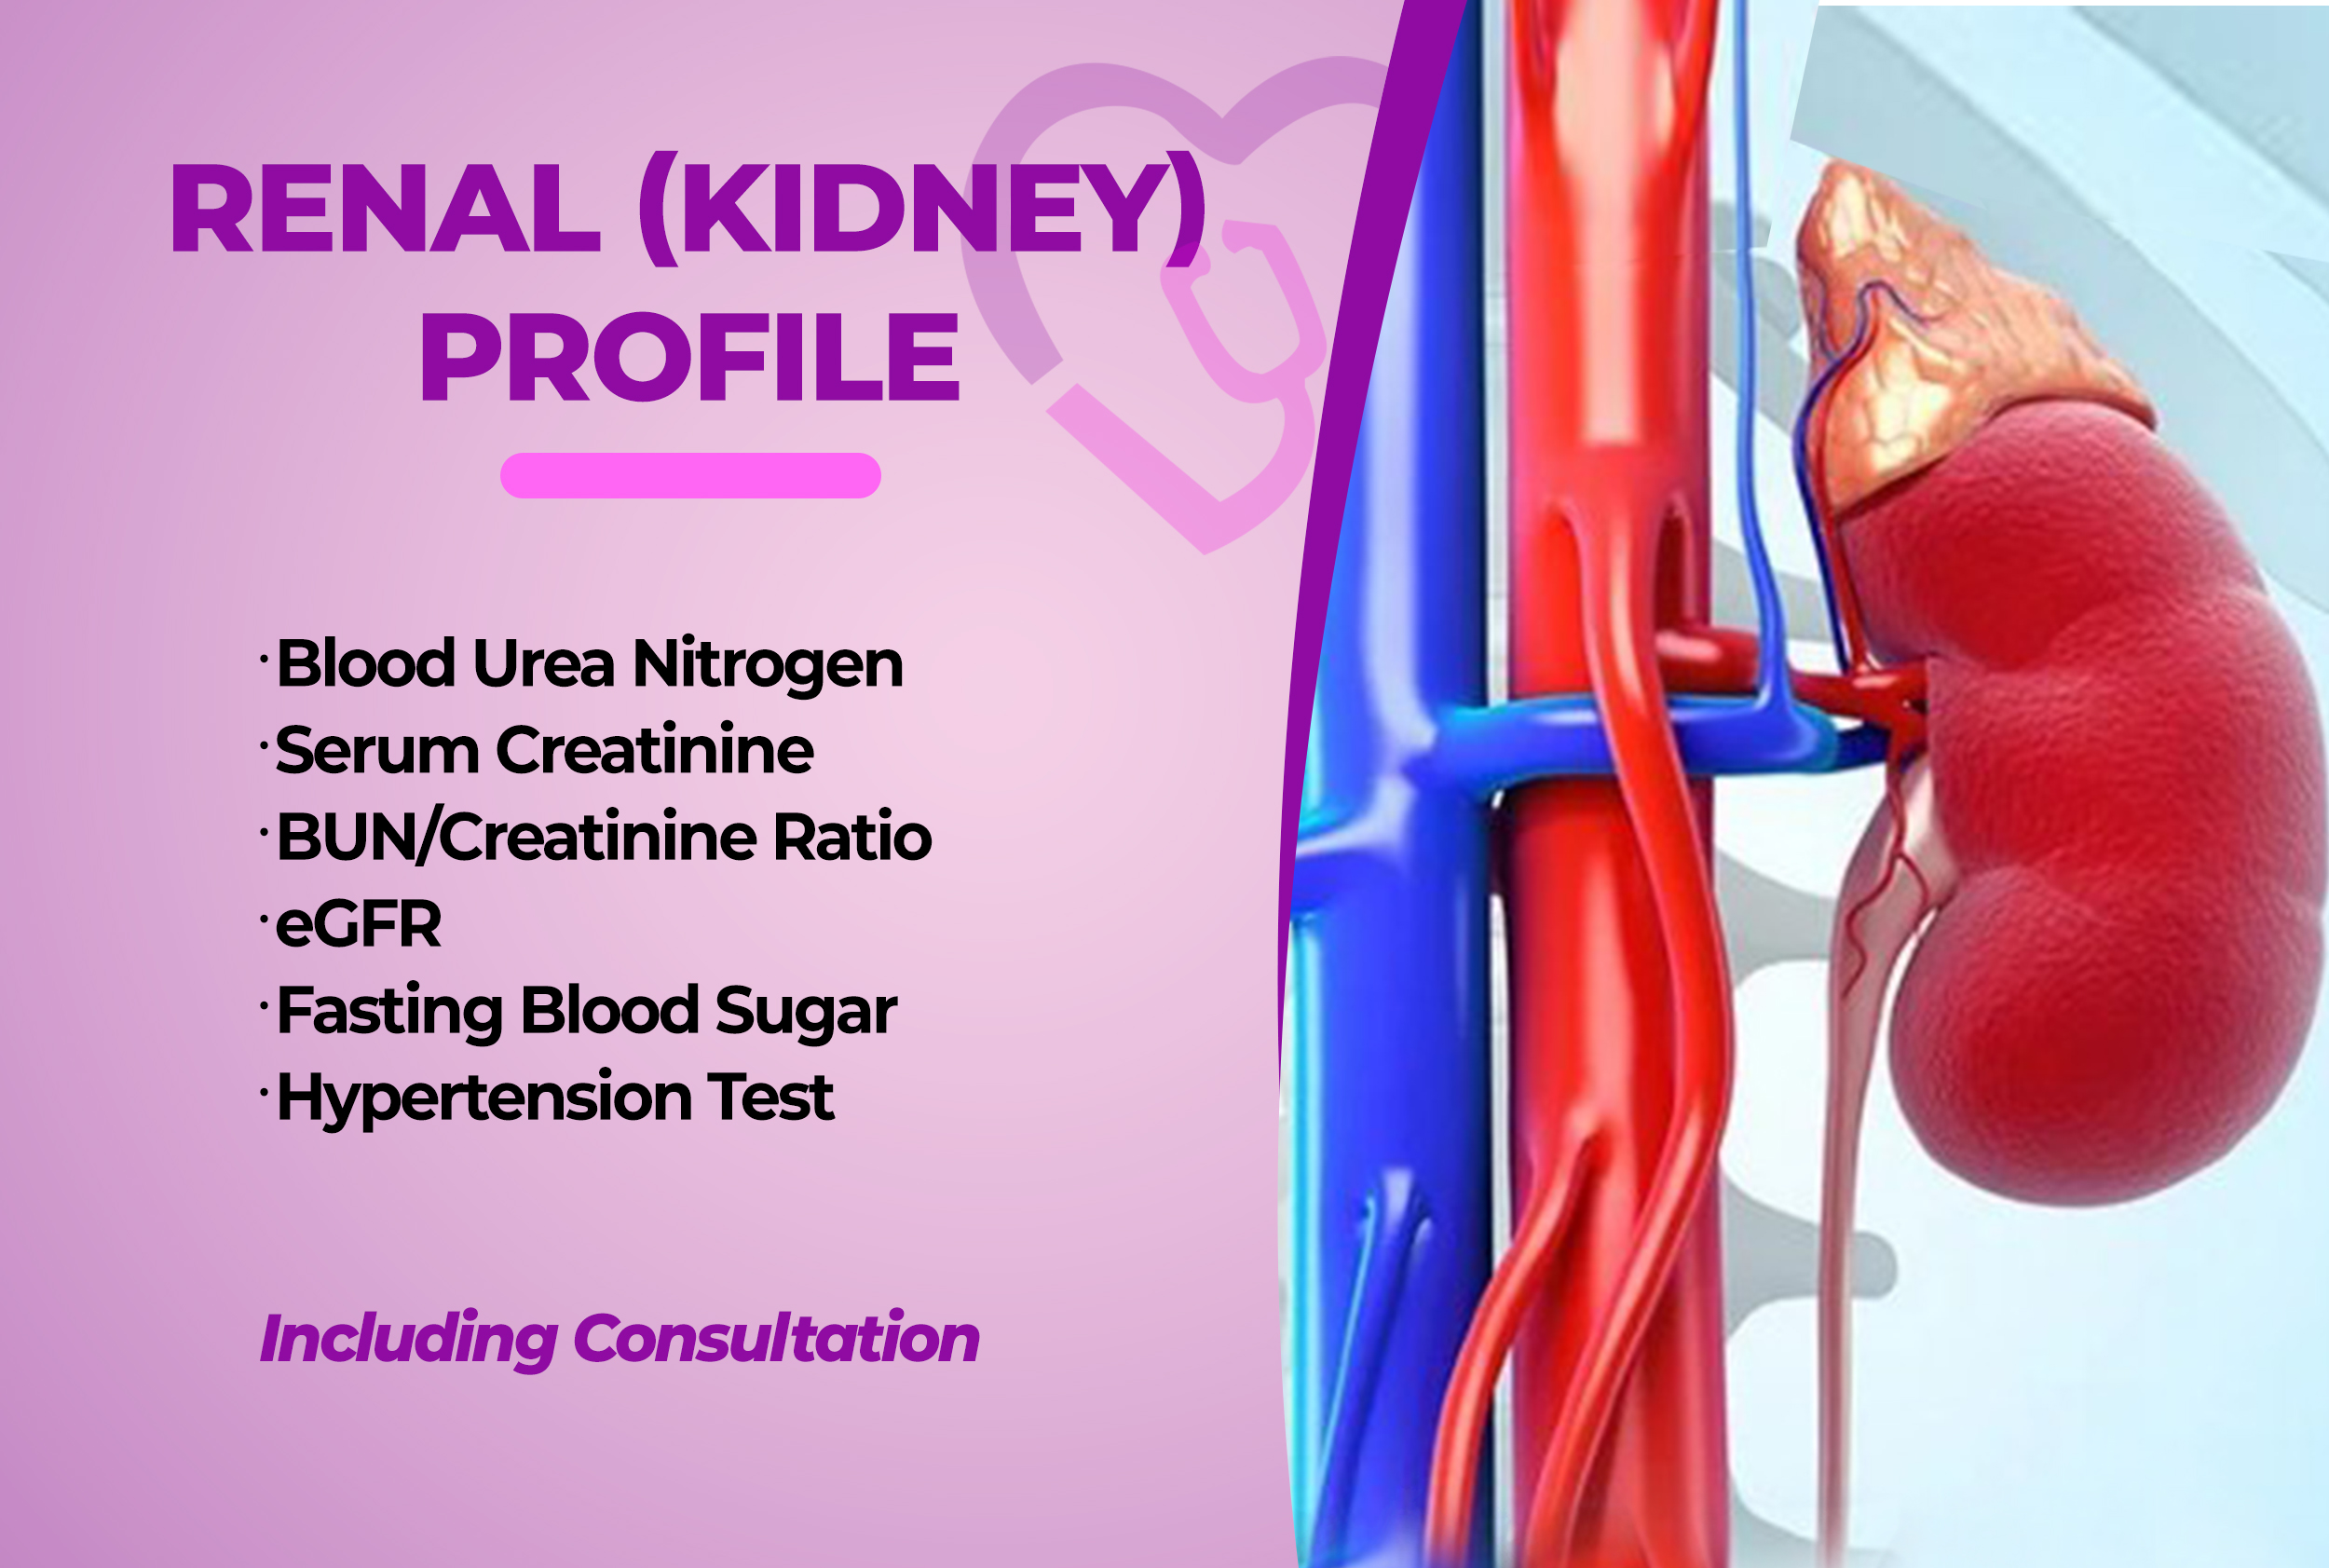 RENAL (KIDNEY)
PROFILE
·Blood Urea Nitrogen
·Serum Creatinine
·BUN/Creatinine Ratio
·eGFR
·Fasting Blood Sugar
·Hypertension Test
Including Consultation